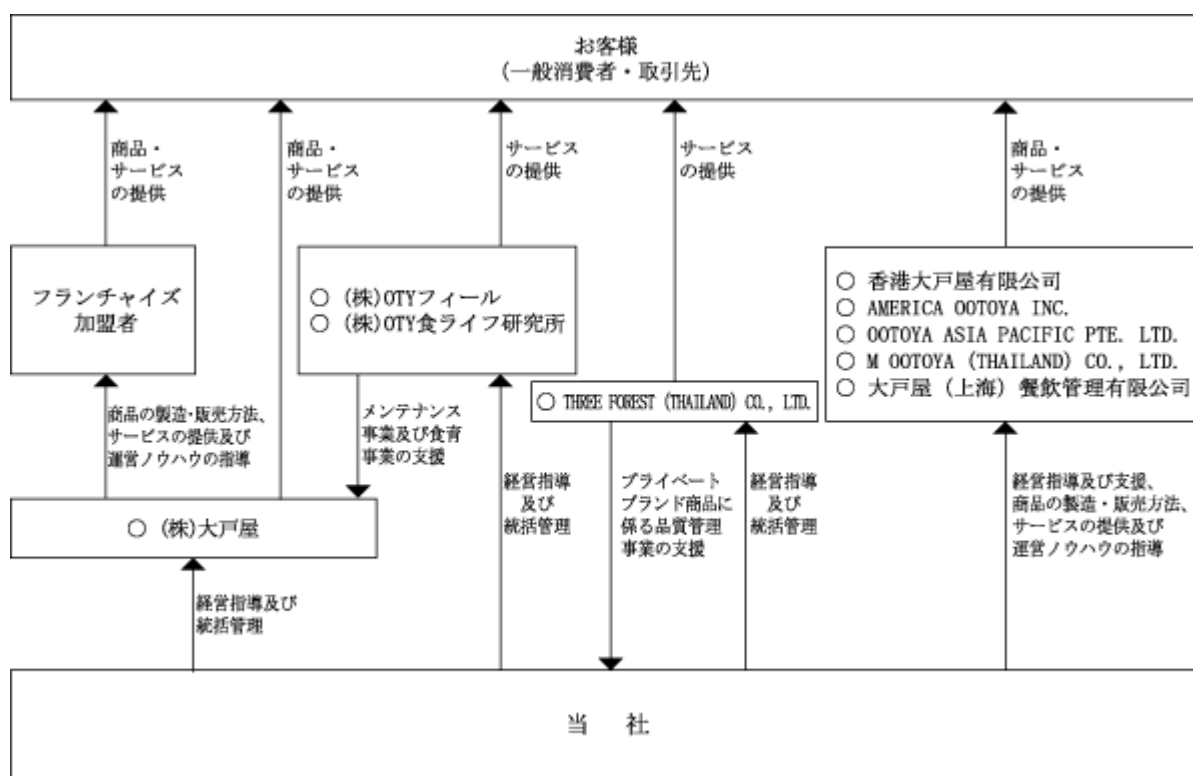 お客様
(一般消費者・取引先)
商品・
サービス
の提供
商品・
サービス
の提供
サービス
の提供
サービス
の提供
商品・
サービス
の提供
フランチャイズ
加盟者
○ (株)OTYフィール
○ (株)OTY食ライフ研究所
○ THREE FOREST (THAILAND) CO., LTD.
○ 香港大戸屋有限公司
○ AMERICA OOTOYA INC.
○ OOTOYA ASIA PACIFIC PTE. LTD.
○ M OOTOYA (THAILAND) CO., LTD.
○ 大戸屋（上海）餐飲管理有限公司
商品の製造・販売方法、
サービスの提供及び
運営ノウハウの指導
メンテナンス
事業及び食育
事業の支援
経営指導
及び
統括管理
プライベート
ブランド商品に
係る品質管理
事業の支援
経営指導
及び
統括管理
経営指導及び支援、
商品の製造・販売方法、
サービスの提供及び
運営ノウハウの指導
○ (株)大戸屋
経営指導及び
統括管理
当 社